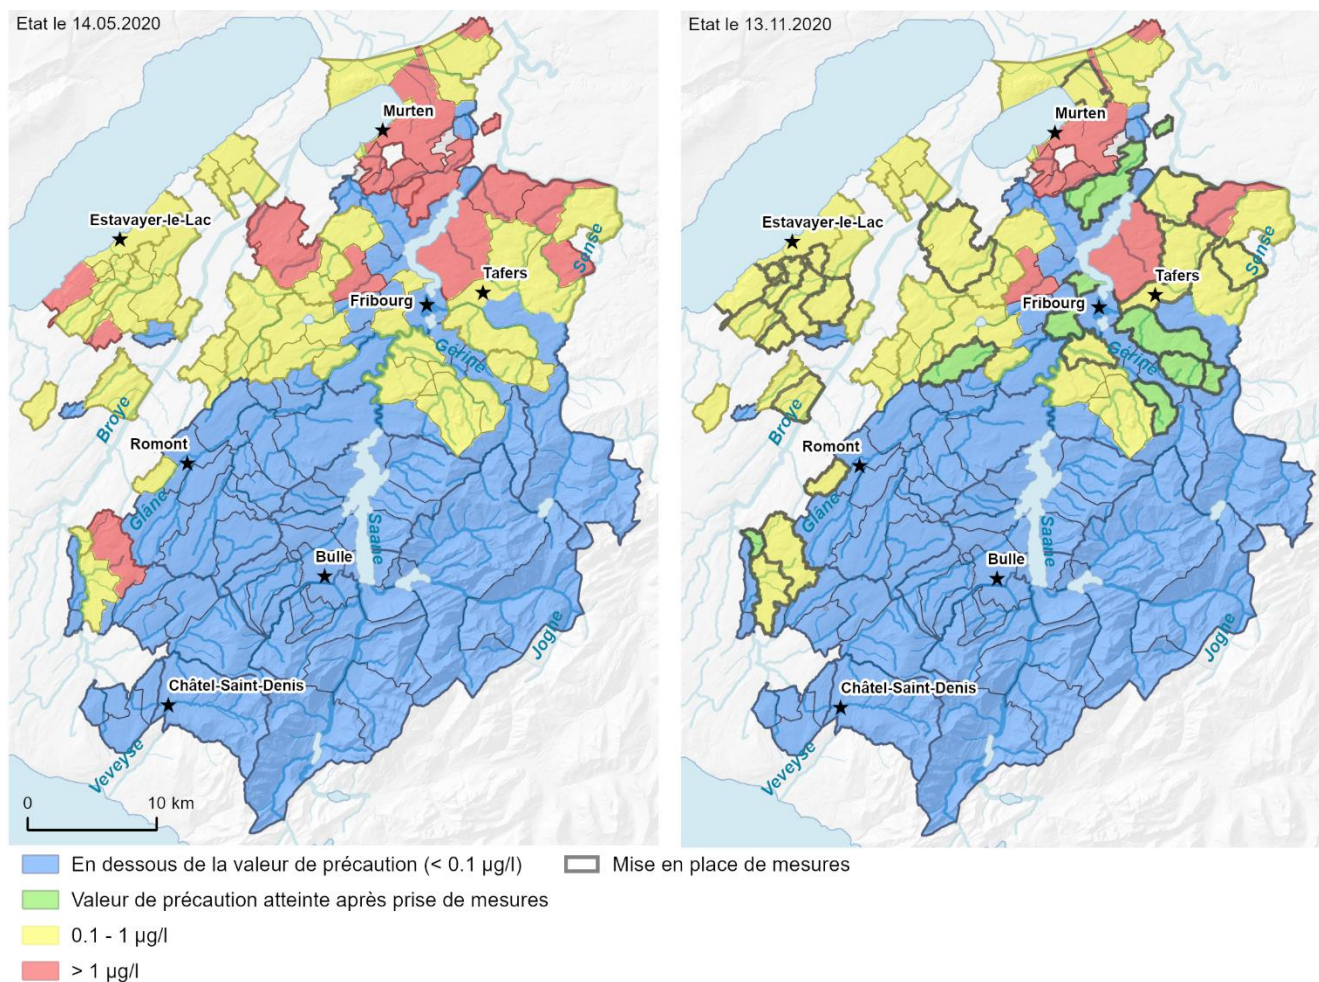 Etat le 14.05.2020
Murten
Estavayer-le-Lac
Sense
Tafers
Fribourg
Gérine
Broye
Romont
Glâne
Saane
Bulle
Jogne
Châtel-Saint-Denis
Veveyse
0 10 km
Etat le 13.11.2020
Murten
Estavayer-le-Lac
Sense
Tafers
Fribourg
Gérine
Broye
Romont
Glâne
Saane
Bulle
Jogne
Châtel-Saint-Denis
Veveyse
En dessous de la valeur de précaution (< 0.1 µg/l)
Mise en place de mesures
Valeur de précaution atteinte après prise de mesures
0.1 - 1 µg/l
> 1 µg/l